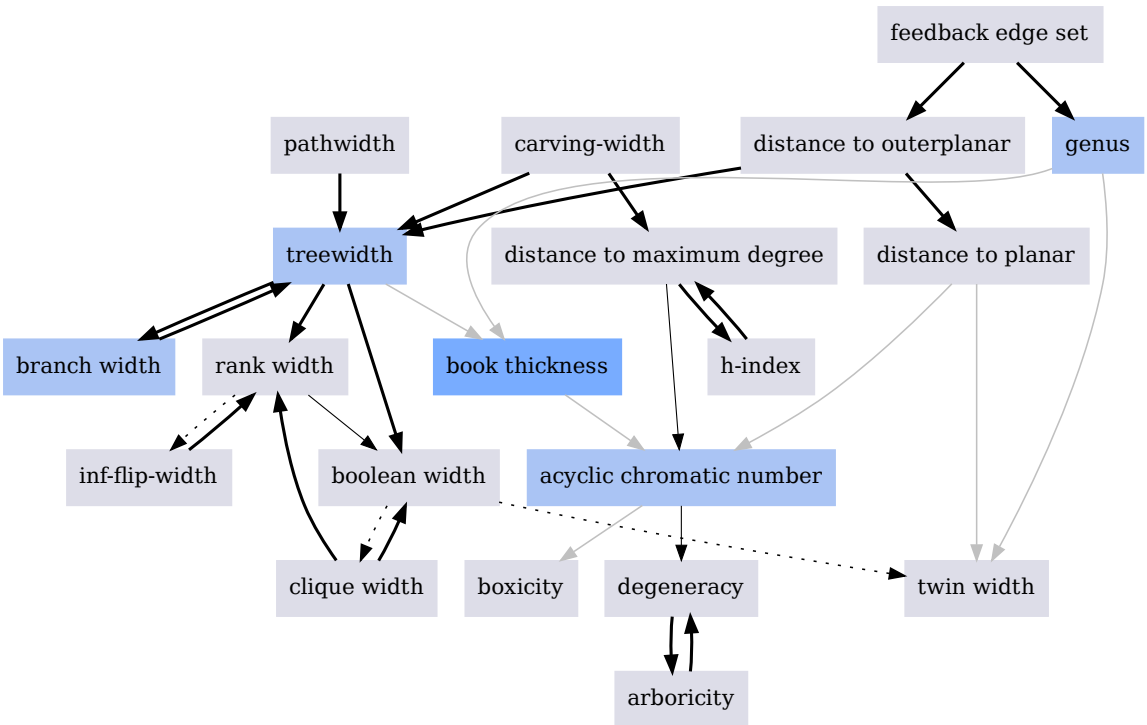 feedback edge set
pathwidth
carving-width
distance to outerplanar
genus
treewidth
distance to maximum degree
distance to planar
branch width
rank width
book thickness
h-index
inf-flip-width
boolean width
acyclic chromatic number
clique width
boxicity
degeneracy
twin width
arboricity